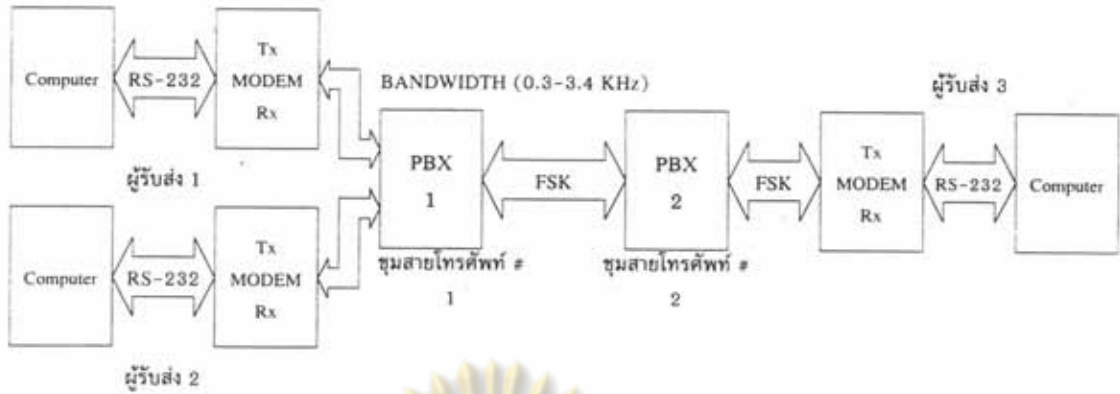 Computer
RS-232
Tx
MODEM
Rx
ผู้รับส่ง 1
Computer
RS-232
Tx
MODEM
Rx
ผู้รับส่ง 2
BANDWIDTH (0.3-3.4 KHz)
PBX
1
ชุมสายโทรศัพท์ #
1
FSK
PBX
2
ชุมสายโทรศัพท์ #
2
FSK
ผู้รับส่ง 3
Tx
MODEM
Rx
RS-232
Computer